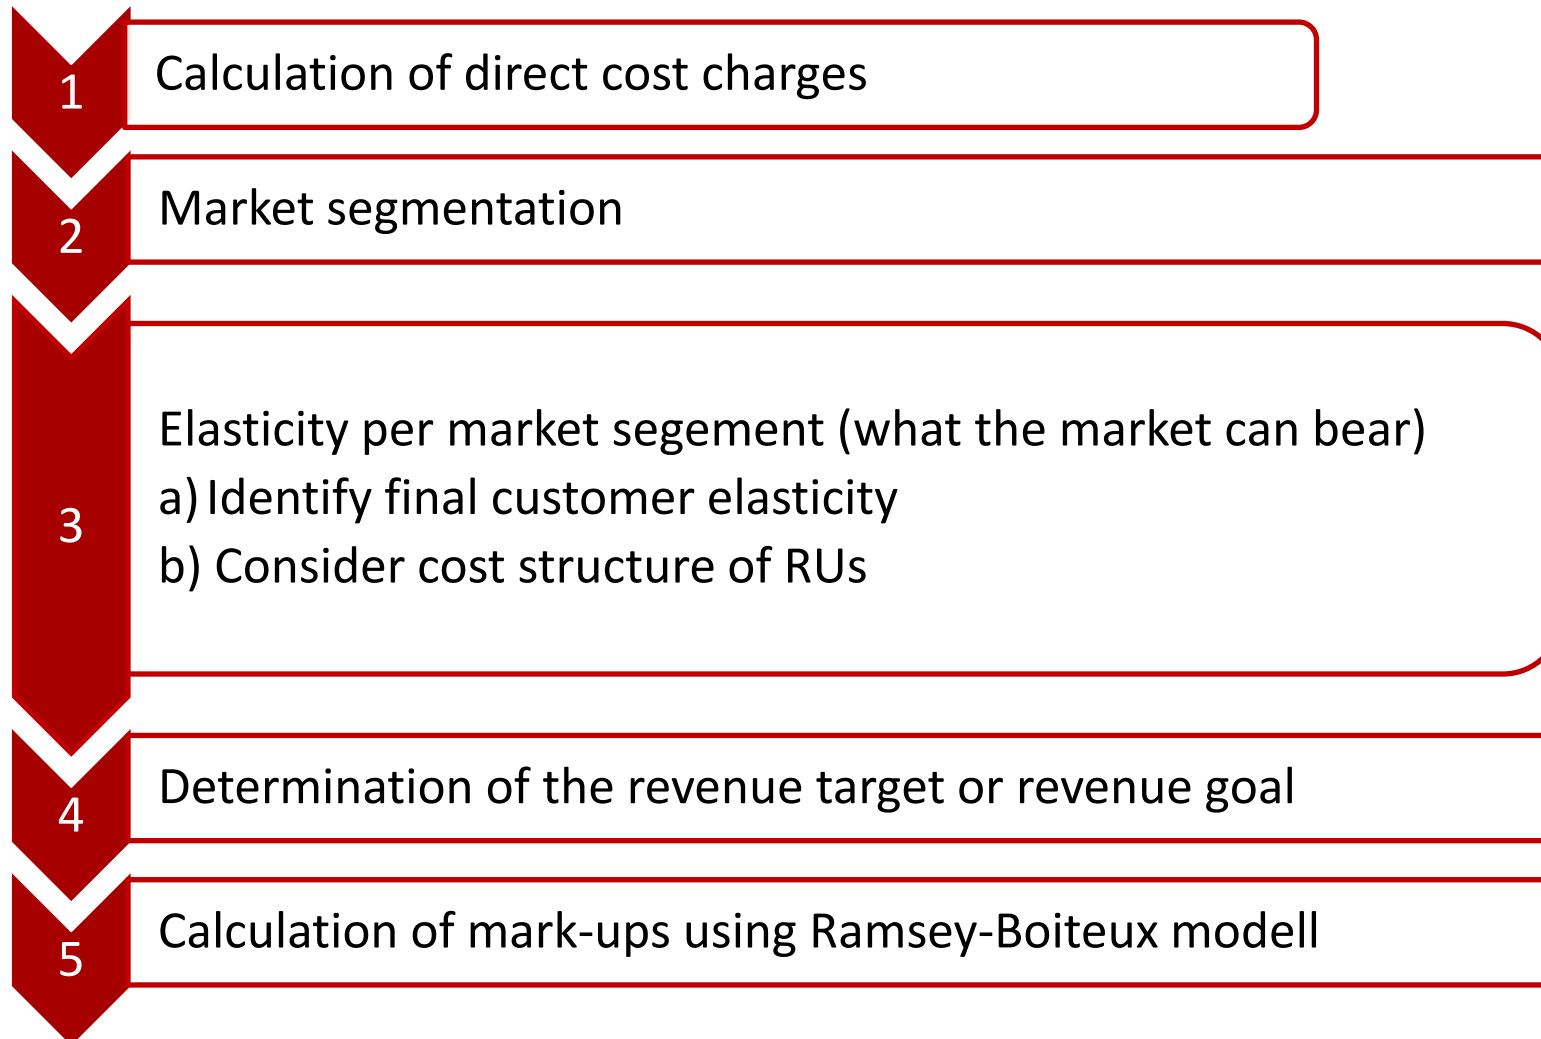 1
Calculation of direct cost charges
2
Market segmentation
3
Elasticity per market segement (what the market can bear)
a) Identify final customer elasticity
b) Consider cost structure of RUs
4
Determination of the revenue target or revenue goal
5
Calculation of mark-ups using Ramsey-Boiteux modell